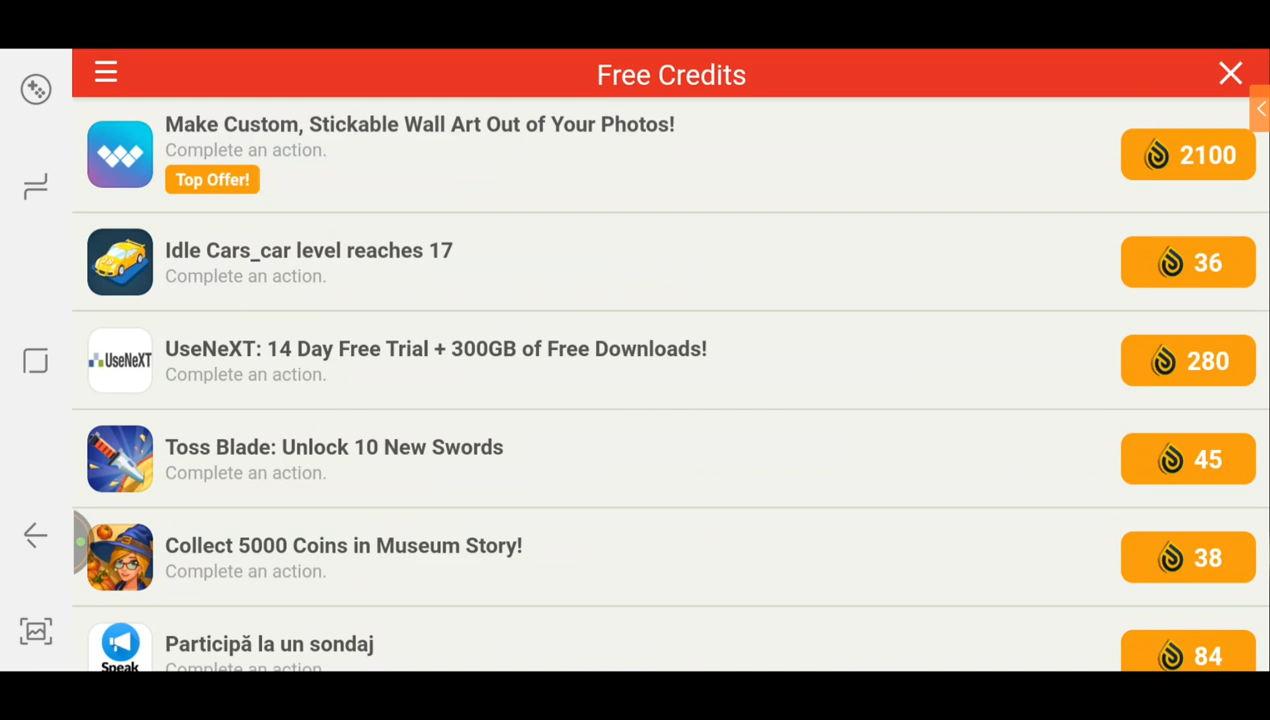 Free Credits
Make Custom, Stickable Wall Art Out of Your Photos!
Complete an action.
Top Offer!
2100
Idle Cars_car level reaches 17
Complete an action.
36
UseNeXT
UseNeXT: 14 Day Free Trial + 300GB of Free Downloads!
Complete an action.
280
Toss Blade: Unlock 10 New Swords
Complete an action.
45
Collect 5000 Coins in Museum Story!
Complete an action.
38
Speak
Participă la un sondaj
Complete an action.
84